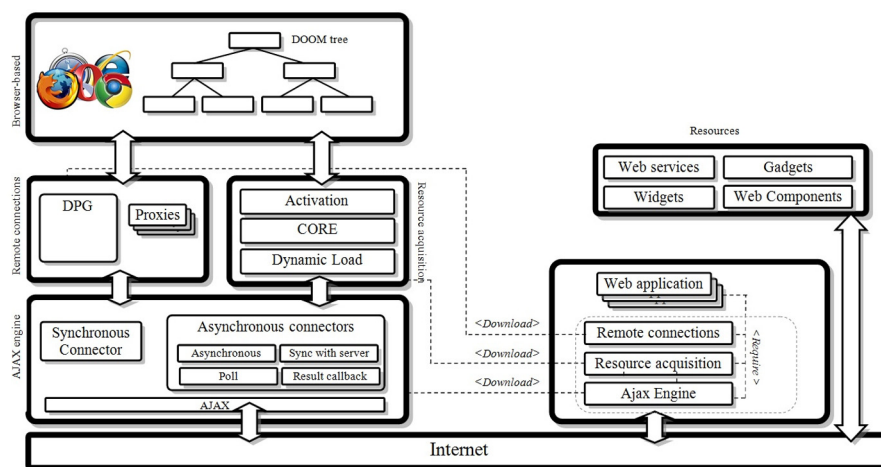 DOOM tree
Browser-based
Resources
Web services
Gadgets
Widgets
Web Components
Remote connections
DPG
Proxies
Activation
CORE
Dynamic Load
Resource acquisition
Web application
<Download>
Remote connections
<Download>
Resource acquisition
<Download>
Ajax Engine
<Require >
AJAX engine
Synchronous
Connector
Asynchronous connectors
Asynchronous
Sync with server
Poll
Result callback
AJAX
Internet